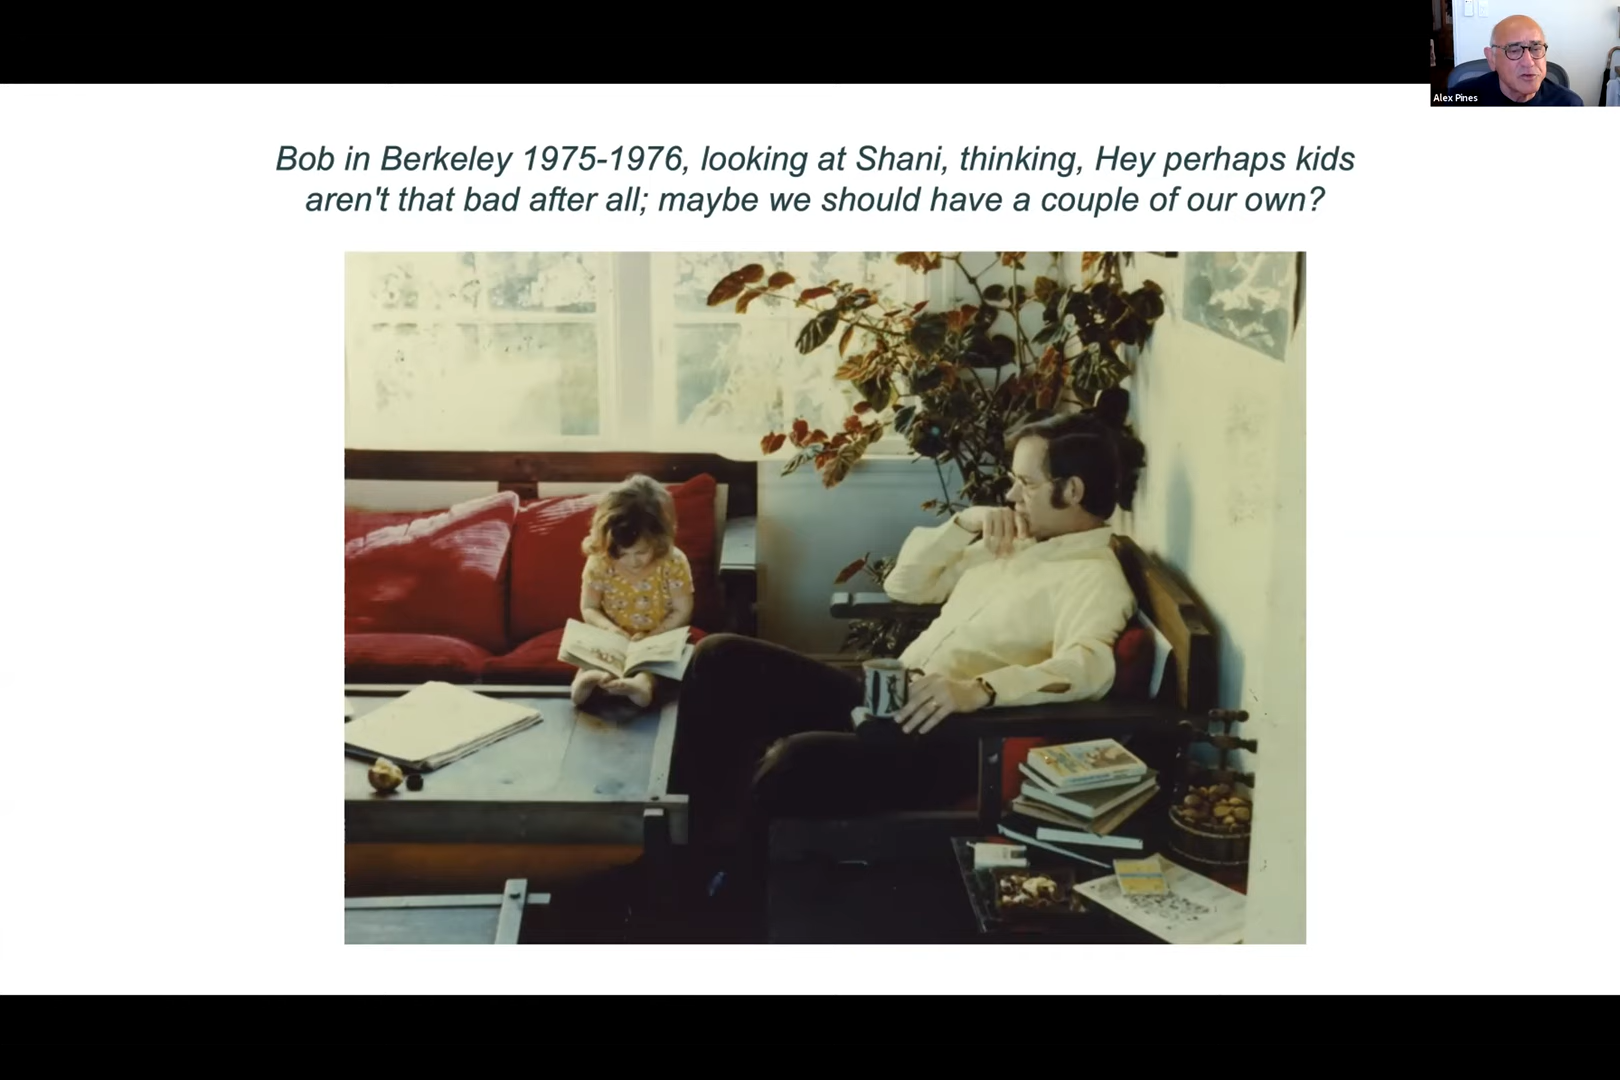 Alex Pines
Bob in Berkeley 1975-1976, looking at Shani, thinking, Hey perhaps kids
aren't that bad after all; maybe we should have a couple of our own?